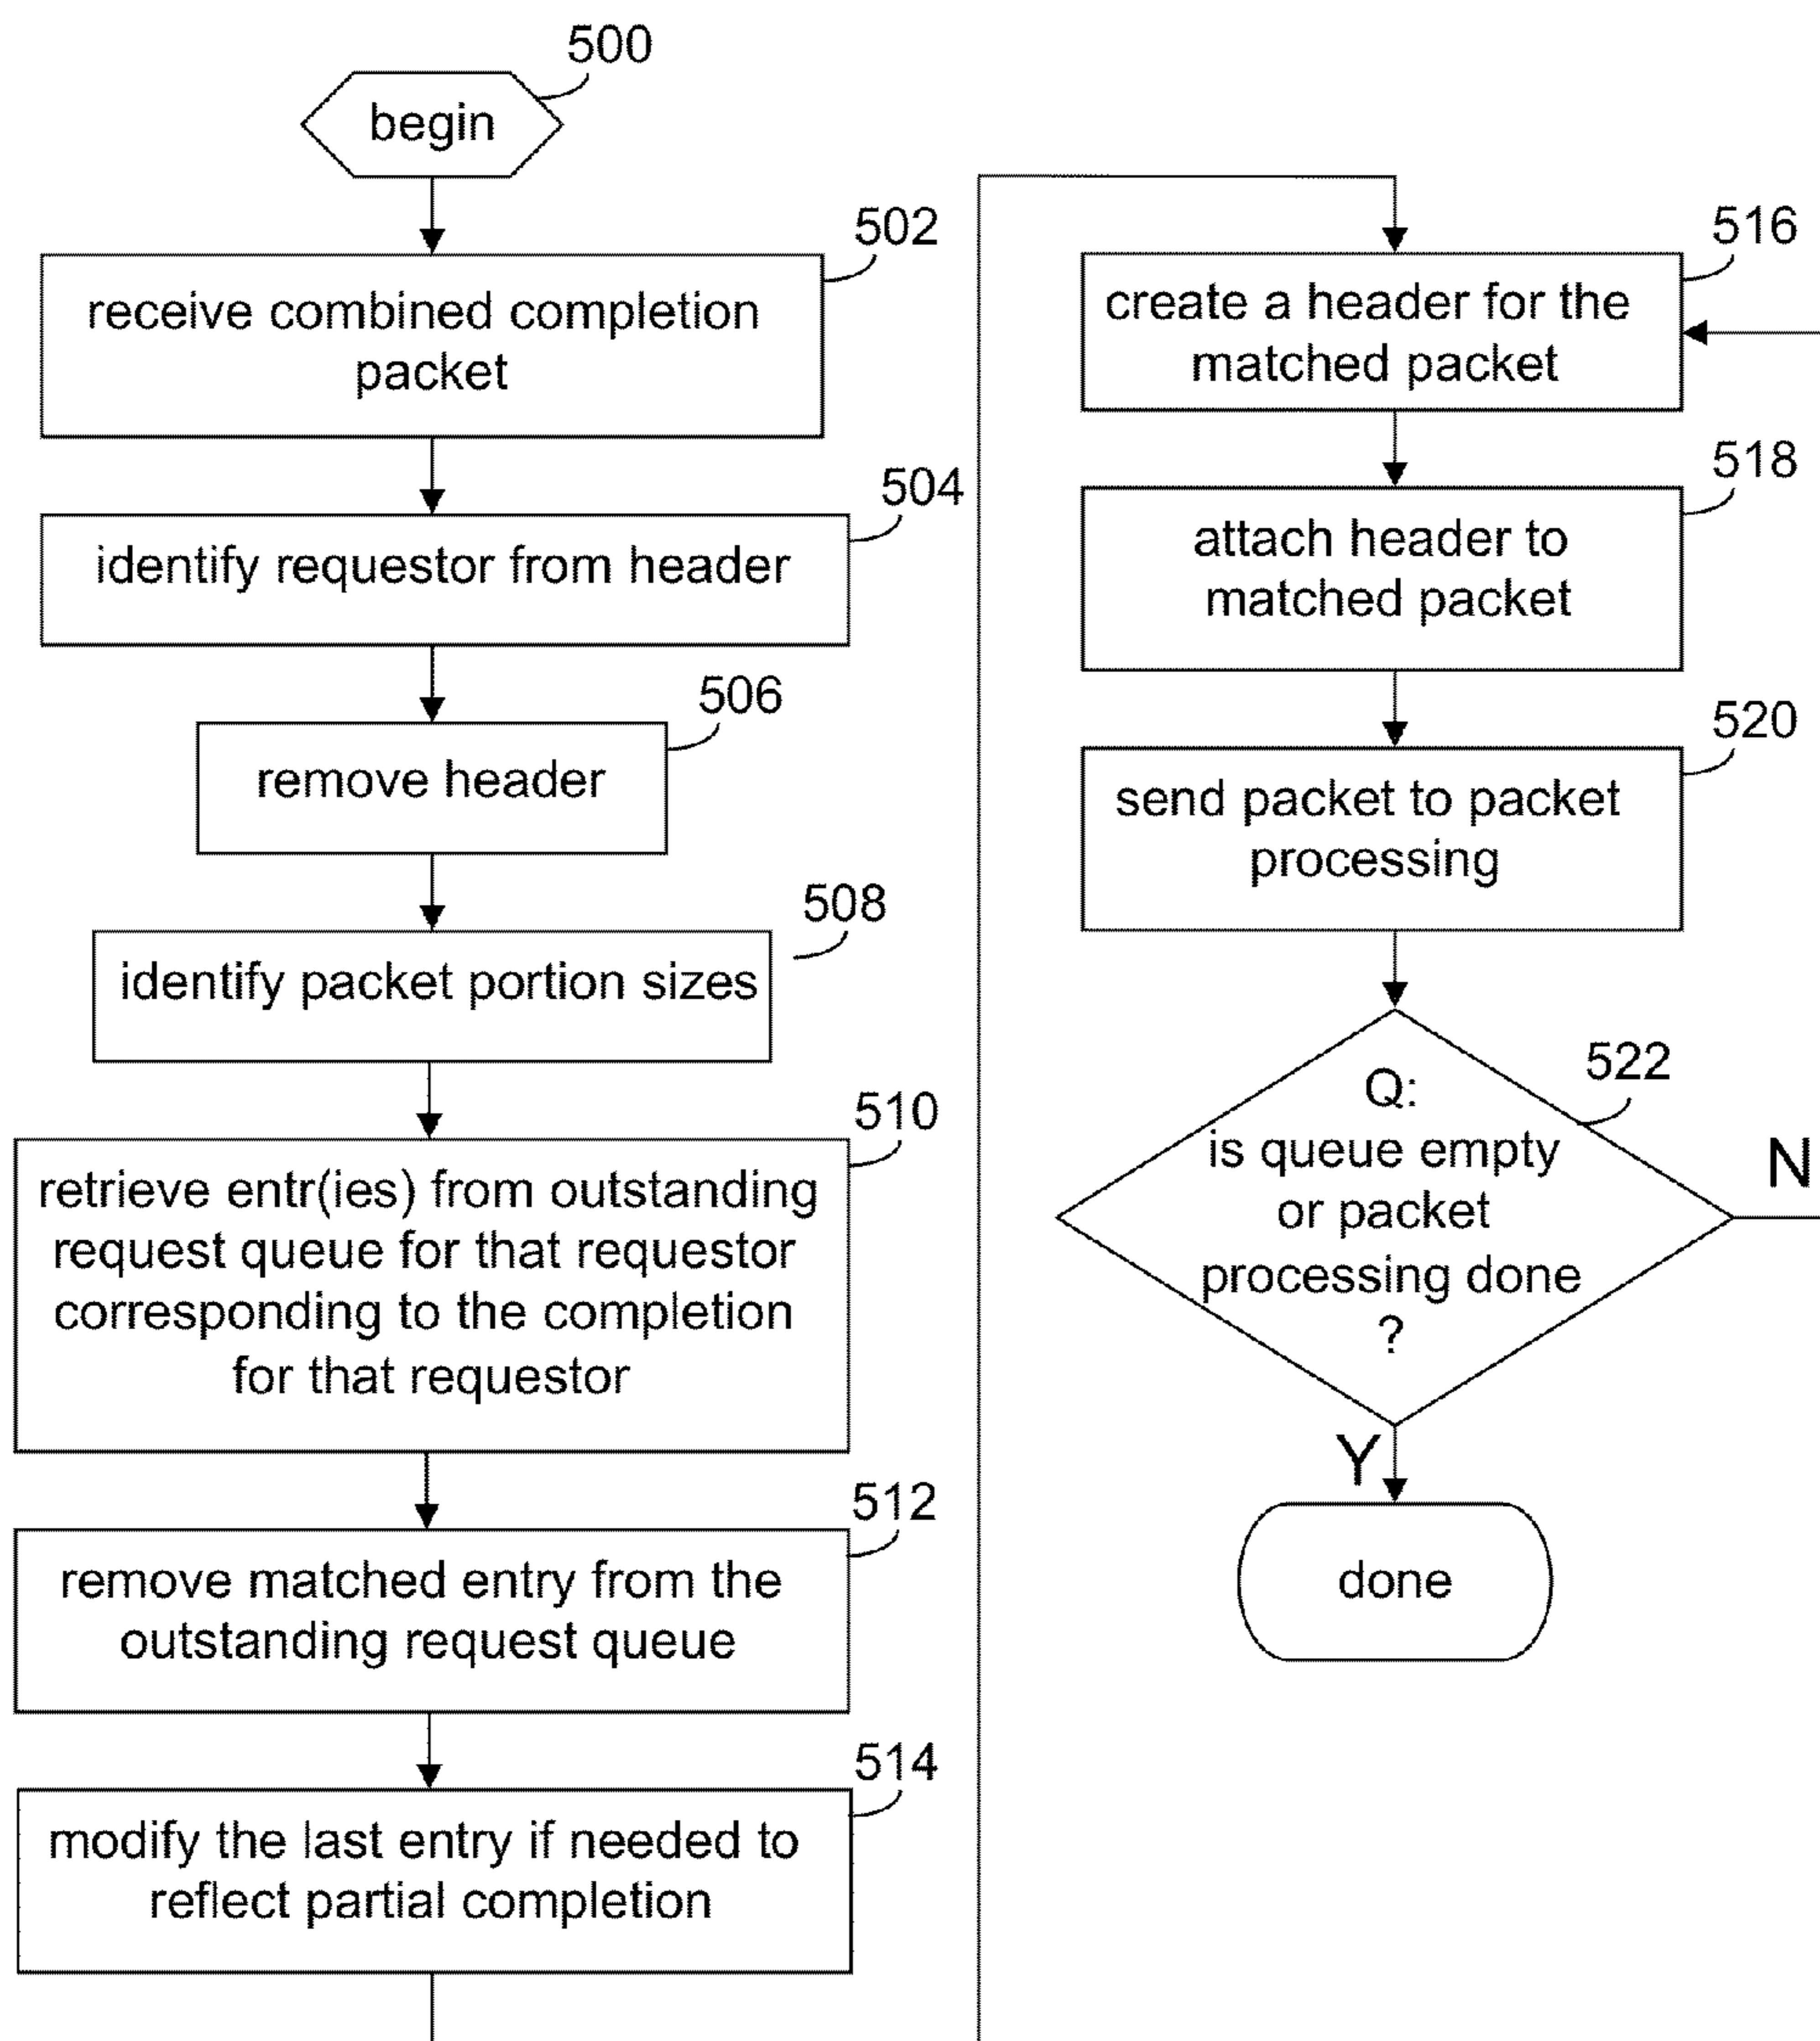 500
begin
502
receive combined completion
packet
504
identify requestor from header
506
remove header
508
identify packet portion sizes
510
retrieve entr(ies) from outstanding
request queue for that requestor
corresponding to the completion
for that requestor
512
remove matched entry from the
outstanding request queue
514
modify the last entry if needed to
reflect partial completion
516
create a header for the
matched packet
518
attach header to
matched packet
520
send packet to packet
processing
522
Q:
is queue empty
or packet
processing done
?
N
Y
done